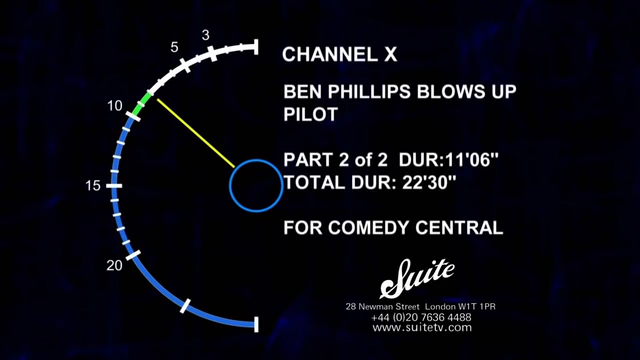 3
5
10
15
20
CHANNEL X
BEN PHILLIPS BLOWS UP
PILOT
PART 2 of 2 DUR:11'06"
TOTAL DUR: 22'30"
FOR COMEDY CENTRAL
Suite
28 Newman Street London W1T 1PR
+44 (0)20 7636 4488
www.suitetv.com